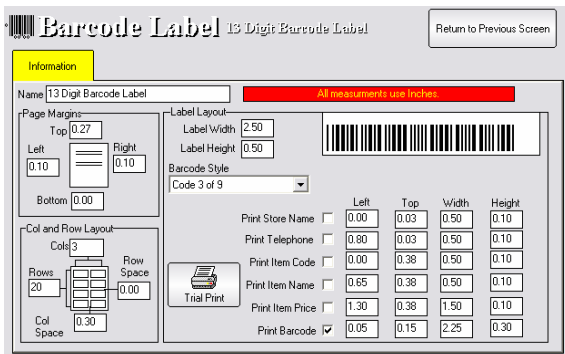 Barcode Label 13 Digit Barcode Label
Return to Previous Screen
Information
Name 13 Digit Barcode Label
All measurments use Inches.
Page Margins
Top 0.27
Left
0.10
Right
0.10
Bottom 0.00
Col and Row Layout
Cols 3
Rows
20
Row
Space
0.00
Col
Space
0.30
Label Layout
Label Width 2.50
Label Height 0.50
Barcode Style
Code 3 of 9
Left Top Width Height
Print Store Name 0.00 0.03 0.50 0.10
Print Telephone 0.80 0.03 0.50 0.10
Print Item Code 0.00 0.38 0.50 0.10
Print Item Name 0.65 0.38 0.50 0.10
Print Item Price 1.30 0.38 1.50 0.10
Print Barcode 0.05 0.15 2.25 0.30
Trial Print